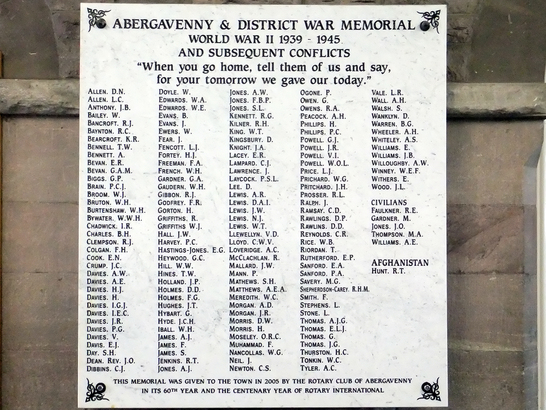 ABERGAVENNY & DISTRICT WAR MEMORIAL
WORLD WAR II 1939 - 1945
AND SUBSEQUENT CONFLICTS
"When you go home, tell them of us and say,
for your tomorrow we gave our today."
ALLEN. D.N.
ALLEN. L.C.
ANTHONY. J.B.
BAILEY. W.
BANCROFT. R.J.
BAYNTON. R.C.
BEARCROFT. K.R.
BENNELL. T.W.
BENNETT. A.
BEVAN. E.R.
BEVAN. G.A.M.
BIGGS. G.P.
BRAIN. P.C.J.
BROOM. W.J.
BRUTON. W.H.
BURTENSHAW. W.H.
BYWATER. W.W.H.
CHADWICK. I.R.
CHARLES. B.H.
CLEMPSON. R.J.
COLGAN. F.H.
COOK. E.N.
CRUMP. J.C.
DAVIES. A.W.
DAVIES. A.E.
DAVIES. H.J.
DAVIES. H.
DAVIES. I.G.J.
DAVIES. I.E.C.
DAVIES. J.R.
DAVIES. P.G.
DAVIES. V.
DAVIS. E.J.
DAY. S.H.
DEAN. REV. J.O.
DIBBINS. C.J.
DOYLE. W.
EDWARDS. W.A.
EDWARDS. W.E.
EVANS. B.
EVANS. J.
EWERS. W.
FEAR. J.
FENCOTT. L.J.
FORTEY. H.J.
FREEMAN. F.A.
FRENCH. W.H.
GARDNER. G.A.
GAUDERN. W.H.
GIBBON. R.J.
GODFREY. F.R.
GORTON. H.
GRIFFITHS. R.
GRIFFITHS. W.J.
HALL. J.W.
HARVEY. P.C.
HASTINGS-JONES. E.G.
HEYWOOD. G.C.
HILL. W.W.
HINES. T.W.
HOLLAND. J.P.
HOLMES. D.D.
HOLMES. F.G.
HUGHES. J.T.
HYBART. G.
HYDE. J.C.H.
IBALL. W.H.
JAMES. A.J.
JAMES. F.
JAMES. S.
JENKINS. R.T.
JONES. A.J.
JONES. A.W.
JONES. F.B.P.
JONES. S.L.
KENNETT. R.G.
KILNER. R.H.
KING. W.T.
KINGSBURY. D.
KNIGHT. J.A.
LACEY. E.R.
LAMPARD. C.J.
LAWRENCE. J.
LAYCOCK. P.S.L.
LEE. D.
LEWIS. A.R.
LEWIS. D.A.I.
LEWIS. J.W.
LEWIS. N.J.
LEWIS. W.T.
LLEWELLYN. V.D.
LLOYD. C.W.V.
LOVERIDGE. A.C.
MCCLACHLAN. R.
MALLARD. J.W.
MANN. P.
MATHEWS. S.H.
MATTHEWS. A.E.A.
MEREDITH. W.C.
MORGAN. A.D.
MORGAN. J.R.
MORRIS. D.W.
MORRIS. H.
MOSELEY. O.R.C.
MUHAMMAD. F.
NANCOLLAS. W.G.
NEIL. J.
NEWTON. C.S.
OGONE. P.
OWEN. G.
OWENS. R.A.
PEACOCK. A.H.
PHILLIPS. H.
PHILLIPS. P.C.
POWELL. G.J.
POWELL. J.R.
POWELL. V.I.
POWELL. W.O.L.
PRICE. L.J.
PRICHARD. W.G.
PRITCHARD. J.H.
PROSSER. R.L.
RALPH. J.
RAMSAY. C.D.
RAWLINGS. D.P.
RAWLINS. D.D.
REYNOLDS. C.R.
RICE. W.B.
RIORDAN. T.
RUTHERFORD. E.P.
SANFORD. E.A.
SANFORD. P.A.
SAVERY. M.G.
SHEPHERDSON-CAREY. R.H.M.
SMITH. F.
STEPHENS. L.
STONE. L.
THOMAS. A.J.G.
THOMAS. E.L.J.
THOMAS. G.
THOMAS. J.G.
THURSTON. H.C.
TONKIN. W.C.
TYLER. A.C.
VALE. L.R.
WALL. A.H.
WALSH. S.
WANKLYN. D.
WARREN. B.G.
WHEELER. A.H.
WHITELEY. A.S.
WILLIAMS. E.
WILLIAMS. J.B.
WILLOUGHBY. A.W.
WINNEY. W.E.F.
WITHERS. E.
WOOD. J.L.
CIVILIANS
FAULKNER. R.E.
GARDNER. M.
JONES. J.O.
THOMPSON. M.A.
WILLIAMS. A.E.
AFGHANISTAN
HUNT. R.T.
THIS MEMORIAL WAS GIVEN TO THE TOWN IN 2005 BY THE ROTARY CLUB OF ABERGAVENNY
IN ITS 60TH YEAR AND THE CENTENARY YEAR OF ROTARY INTERNATIONAL